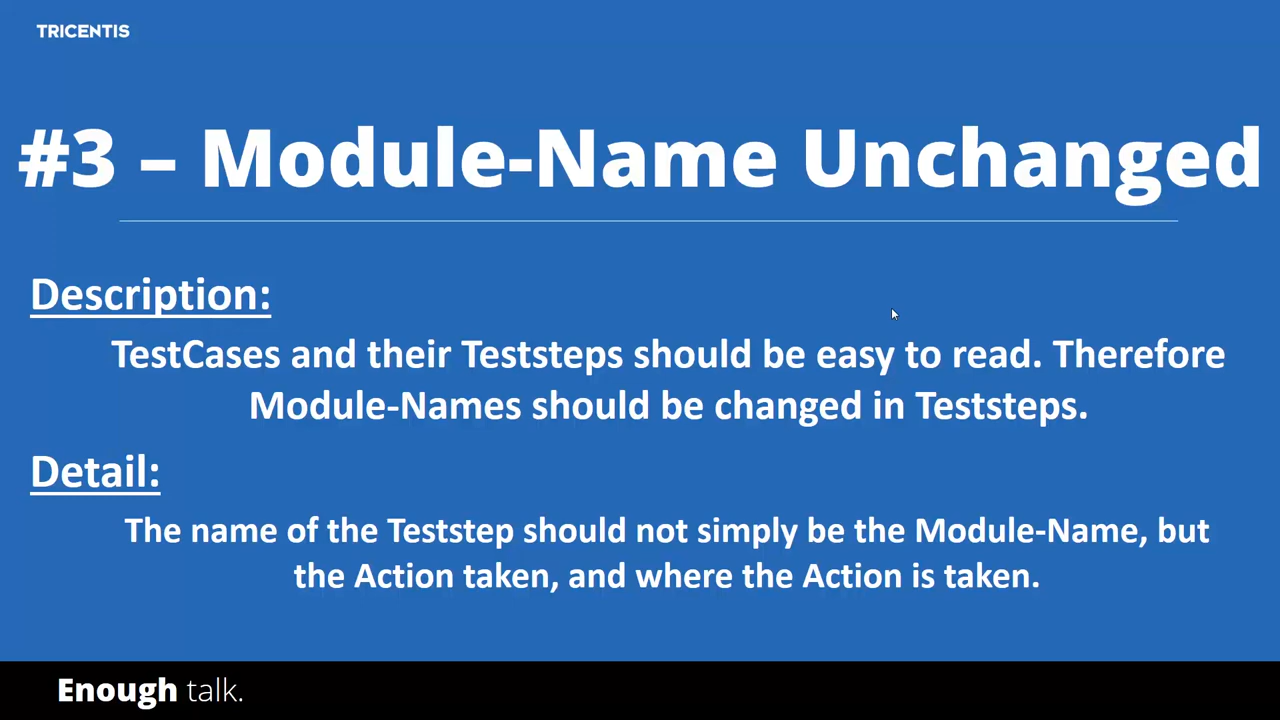 TRICENTIS
#3 – Module-Name Unchanged
Description:
TestCases and their Teststeps should be easy to read. Therefore
Module-Names should be changed in Teststeps.
Detail:
The name of the Teststep should not simply be the Module-Name, but
the Action taken, and where the Action is taken.
Enough talk.